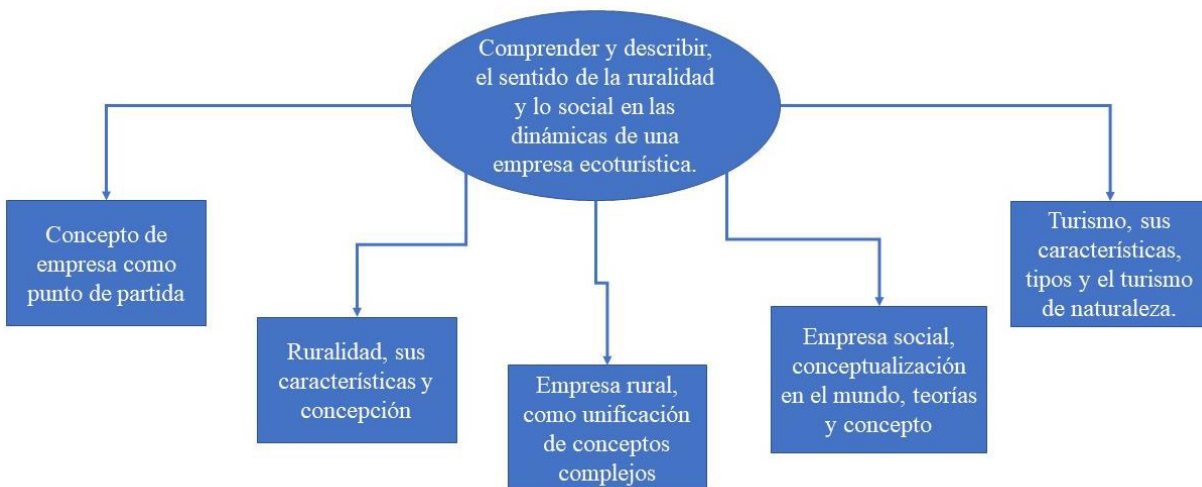 Comprender y describir,
el sentido de la ruralidad
y lo social en las
dinámicas de una
empresa ecoturística.
Concepto de
empresa como
punto de partida
Ruralidad, sus
características y
concepción
Empresa rural,
como unificación
de conceptos
complejos
Empresa social,
conceptualización
en el mundo, teorías
y concepto
Turismo, sus
características,
tipos y el turismo
de naturaleza.